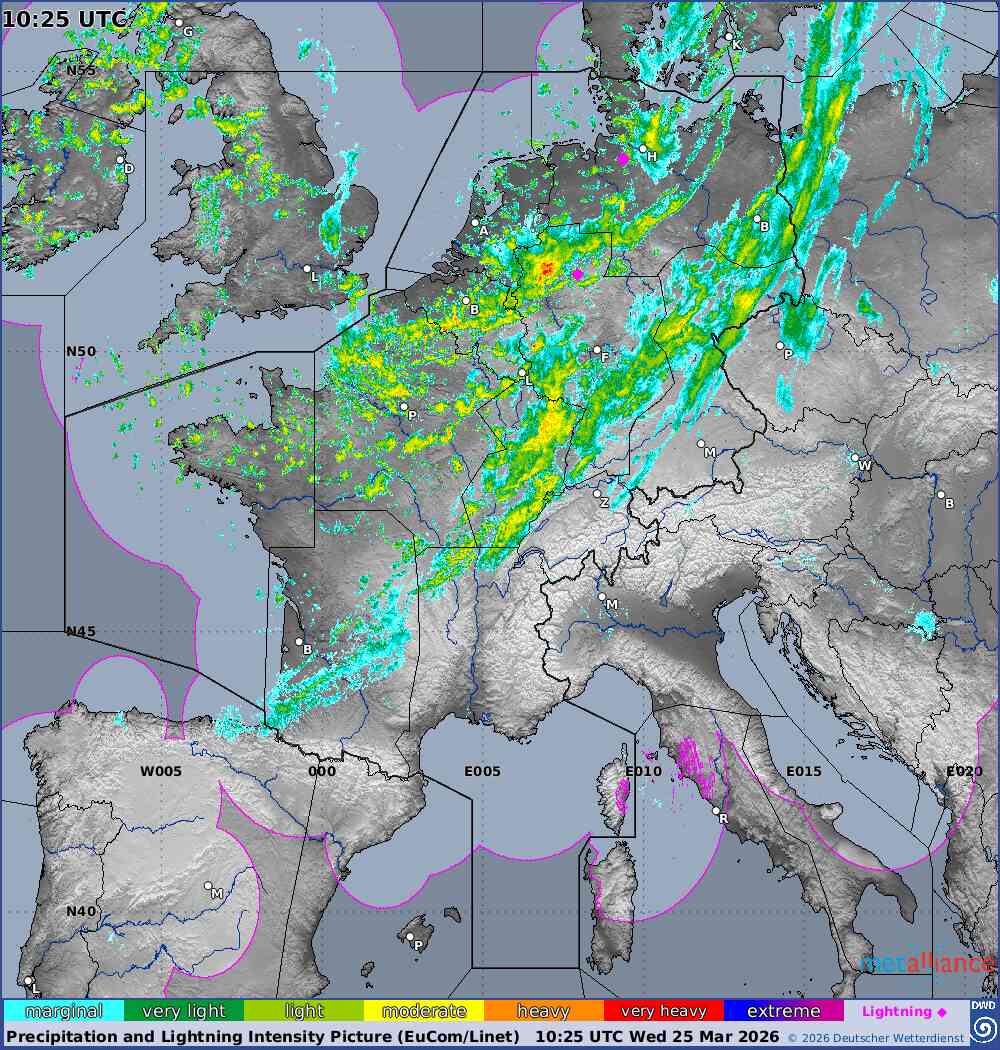 10:25 UTC
G
K
N55
D
H
A
B
B
L
B
N50
P
F
L
P
M
W
Z
B
M
N45
B
W005
000
E005
E010
E015
E020
R
M
N40
P
L
metalliance
marginal very light light moderate heavy very heavy extreme Lightning ◆
DWD
Precipitation and Lightning Intensity Picture (EuCom/Linet) 10:25 UTC Wed 25 Mar 2026 © 2026 Deutscher Wetterdienst